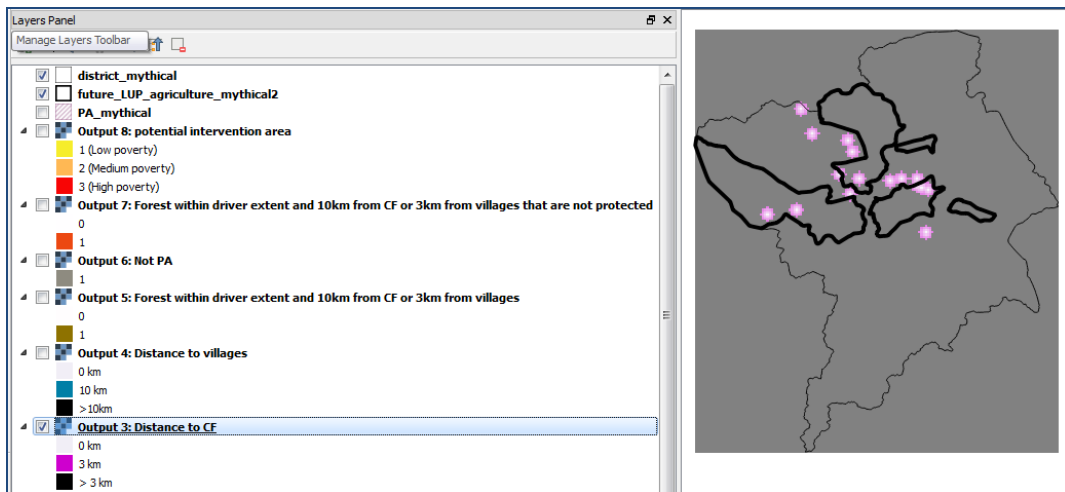 Layers Panel
Manage Layers Toolbar
district_mythical
future_LUP_agriculture_mythical2
PA_mythical
Output 8: potential intervention area
1 (Low poverty)
2 (Medium poverty)
3 (High poverty)
Output 7: Forest within driver extent and 10km from CF or 3km from villages that are not protected
0
1
Output 6: Not PA
1
Output 5: Forest within driver extent and 10km from CF or 3km from villages
0
1
Output 4: Distance to villages
0 km
10 km
>10km
Output 3: Distance to CF
0 km
3 km
> 3 km